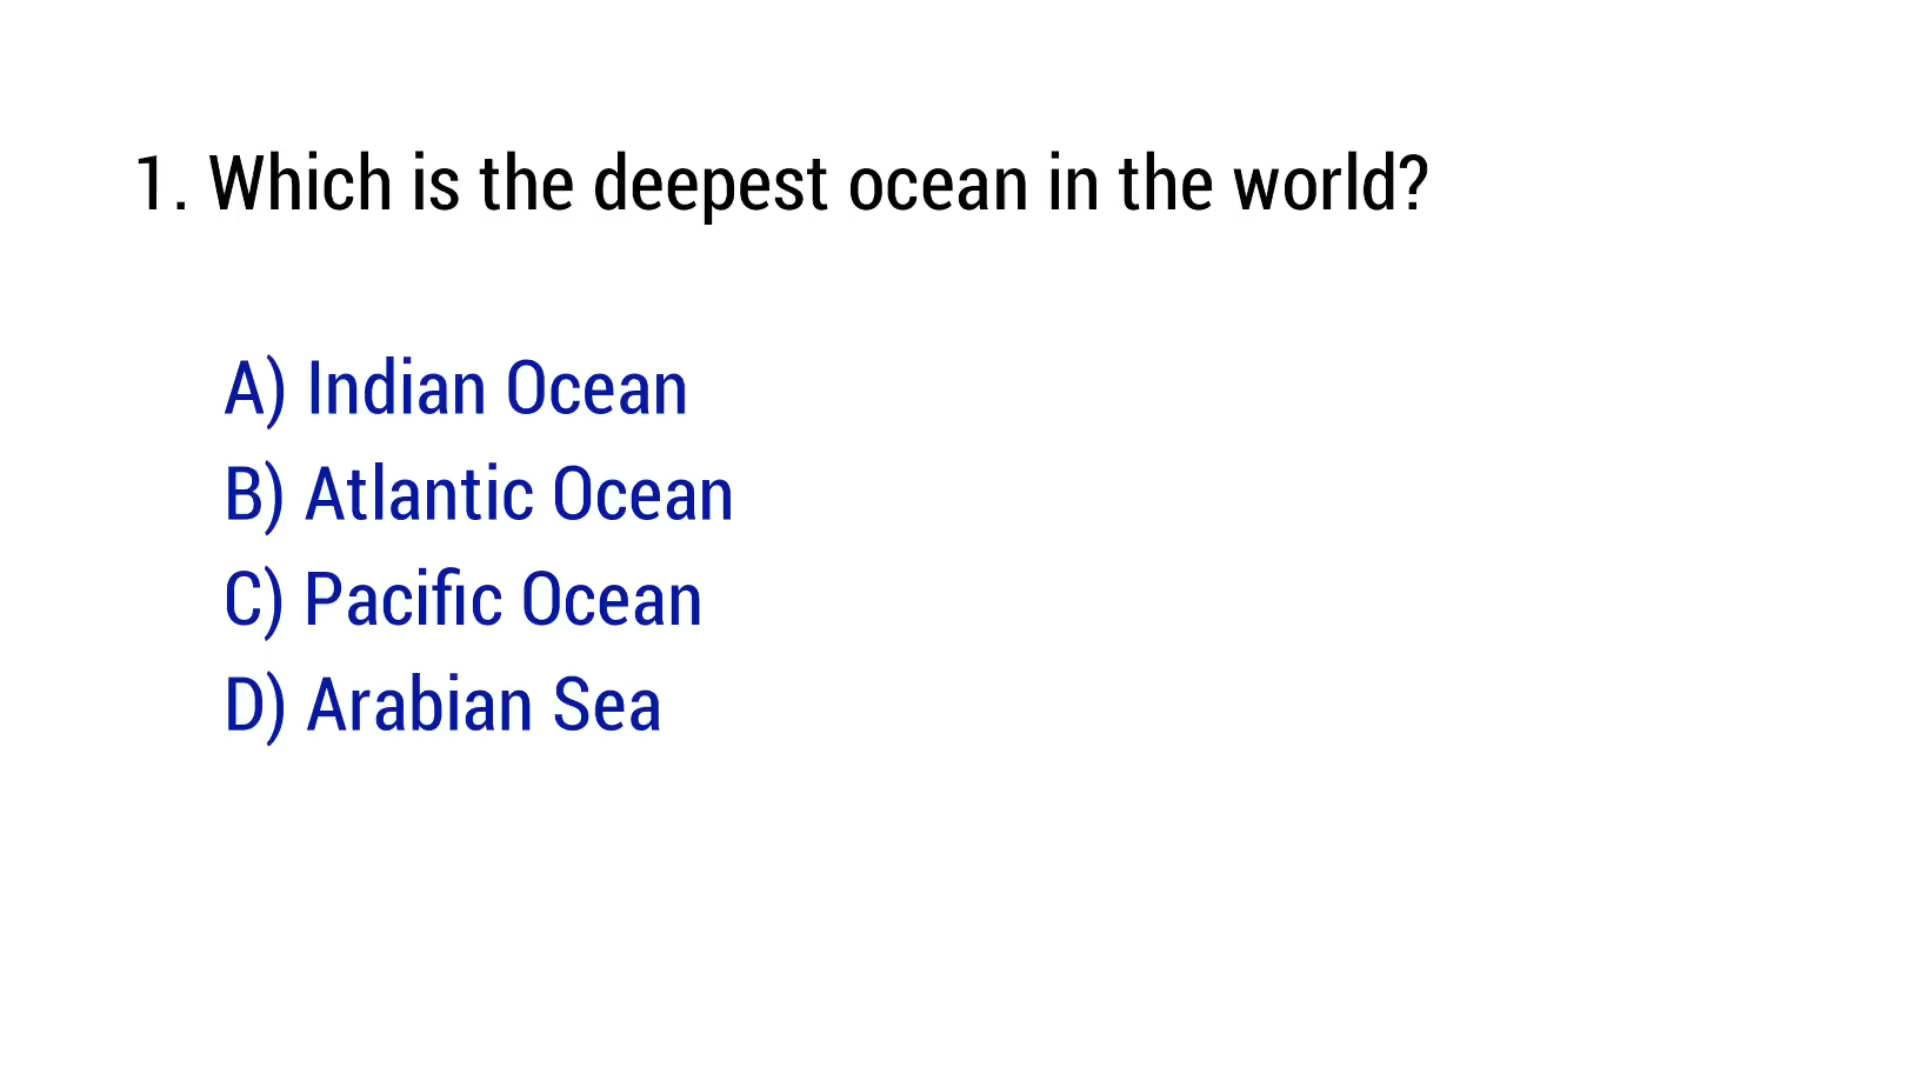 1. Which is the deepest ocean in the world?
A) Indian Ocean
B) Atlantic Ocean
C) Pacific Ocean
D) Arabian Sea